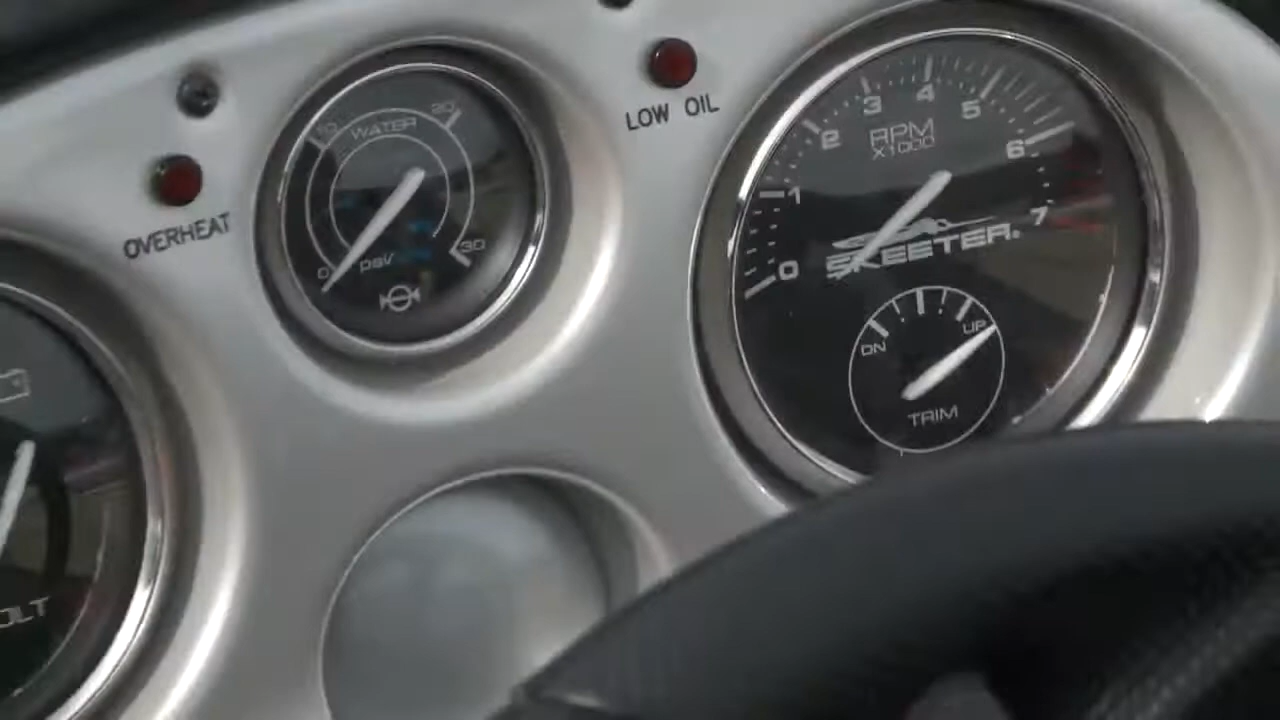 OVERHEAT
10 20
WATER
0 psi 30
LOW OIL
0 1 2 3 4 5 6 7
RPM
X1000
SKEETER
DN UP
TRIM